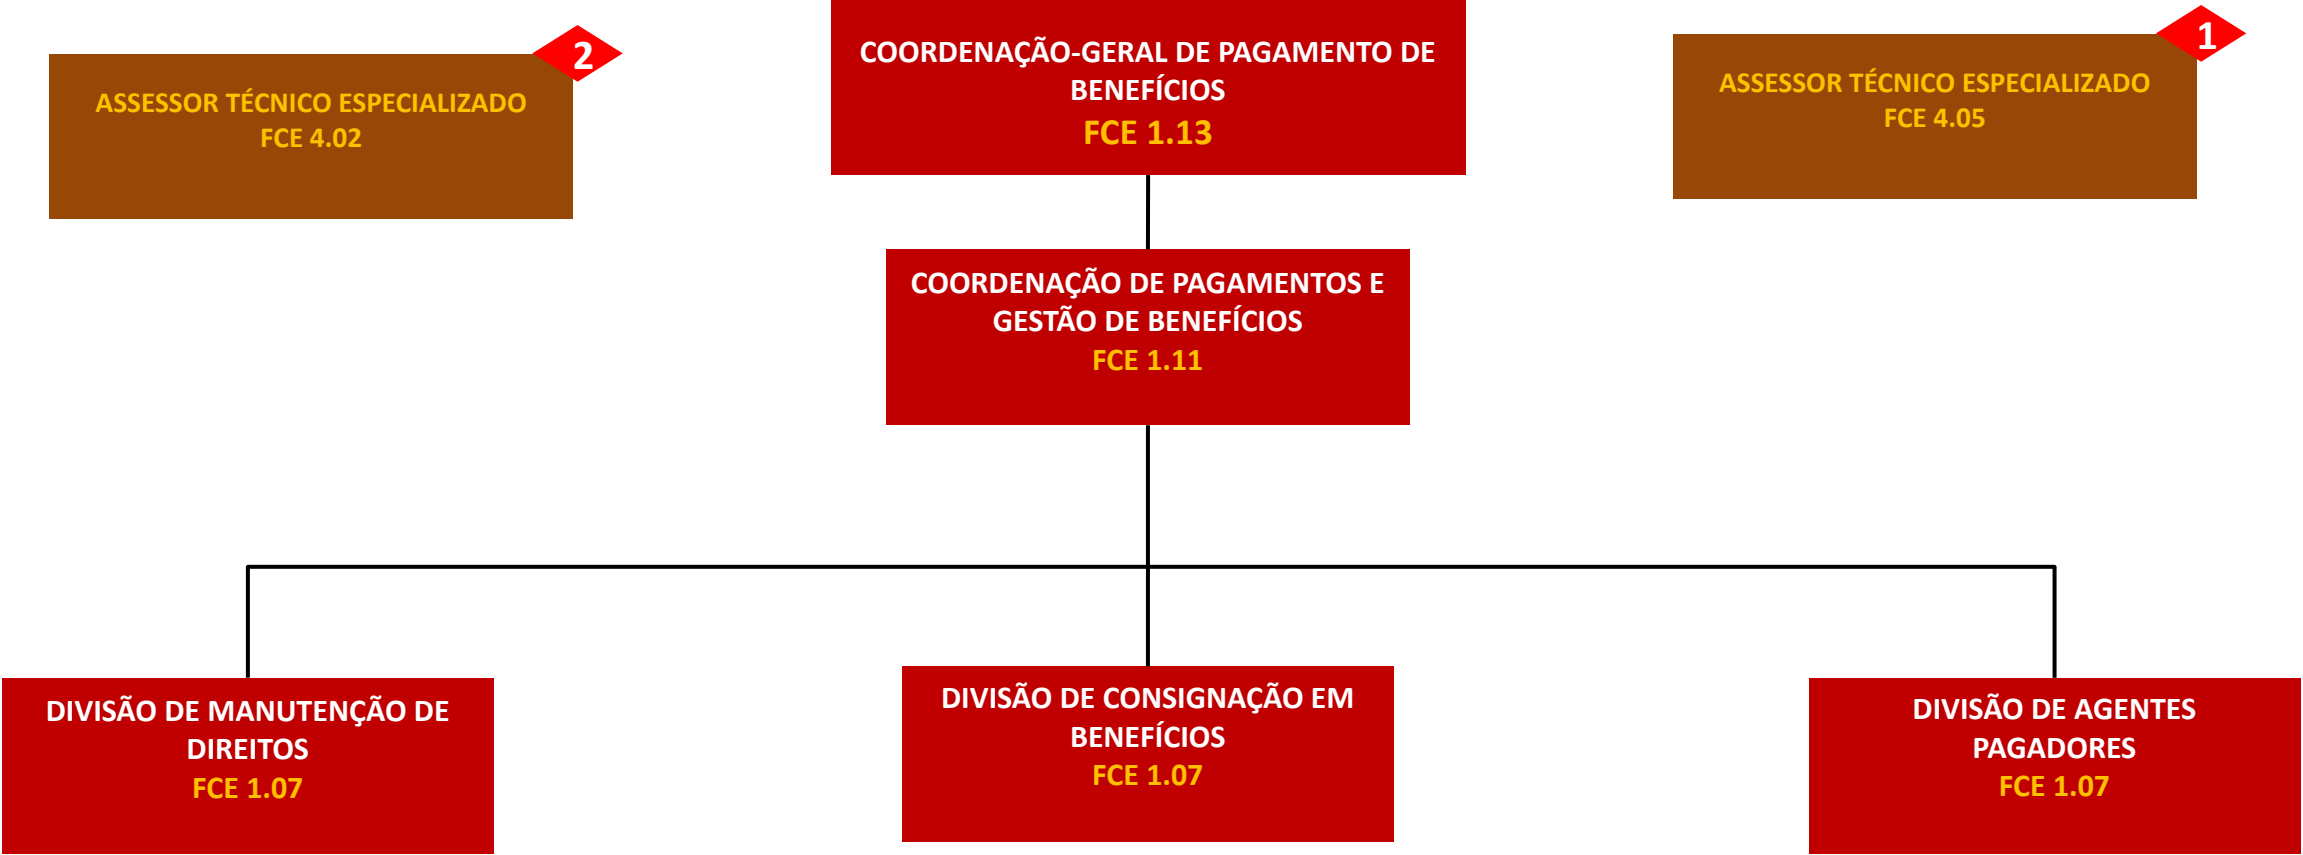 2
ASSESSOR TÉCNICO ESPECIALIZADO
FCE 4.02
COORDENAÇÃO-GERAL DE PAGAMENTO DE
BENEFÍCIOS
FCE 1.13
1
ASSESSOR TÉCNICO ESPECIALIZADO
FCE 4.05
COORDENAÇÃO DE PAGAMENTOS E
GESTÃO DE BENEFÍCIOS
FCE 1.11
DIVISÃO DE MANUTENÇÃO DE
DIREITOS
FCE 1.07
DIVISÃO DE CONSIGNAÇÃO EM
BENEFÍCIOS
FCE 1.07
DIVISÃO DE AGENTES
PAGADORES
FCE 1.07